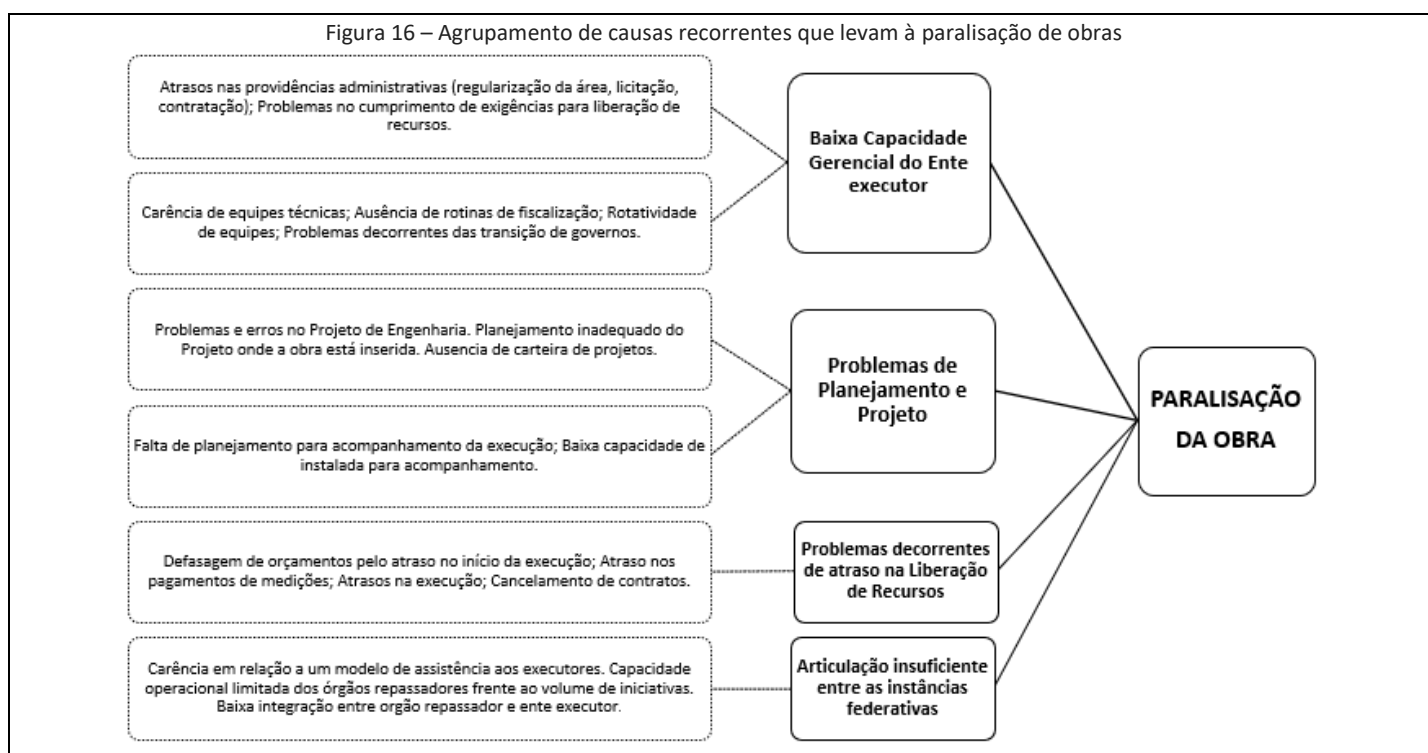 Figura 16 – Agrupamento de causas recorrentes que levam à paralisação de obras
Atrasos nas providências administrativas (regularização da área, licitação,
contratação); Problemas no cumprimento de exigências para liberação de
recursos.
Carência de equipes técnicas; Ausência de rotinas de fiscalização; Rotatividade
de equipes; Problemas decorrentes das transição de governos.
Baixa Capacidade
Gerencial do Ente
executor
Problemas e erros no Projeto de Engenharia. Planejamento inadequado do
Projeto onde a obra está inserida. Ausencia de carteira de projetos.
Falta de planejamento para acompanhamento da execução; Baixa capacidade de
instalada para acompanhamento.
Problemas de
Planejamento e
Projeto
Defasagem de orçamentos pelo atraso no início da execução; Atraso nos
pagamentos de medições; Atrasos na execução; Cancelamento de contratos.
Problemas decorrentes
de atraso na Liberação
de Recursos
Carência em relação a um modelo de assistência aos executores. Capacidade
operacional limitada dos órgãos repassadores frente ao volume de iniciativas.
Baixa integração entre orgão repassador e ente executor.
Articulação insuficiente
entre as instâncias
federativas
PARALISAÇÃO
DA OBRA